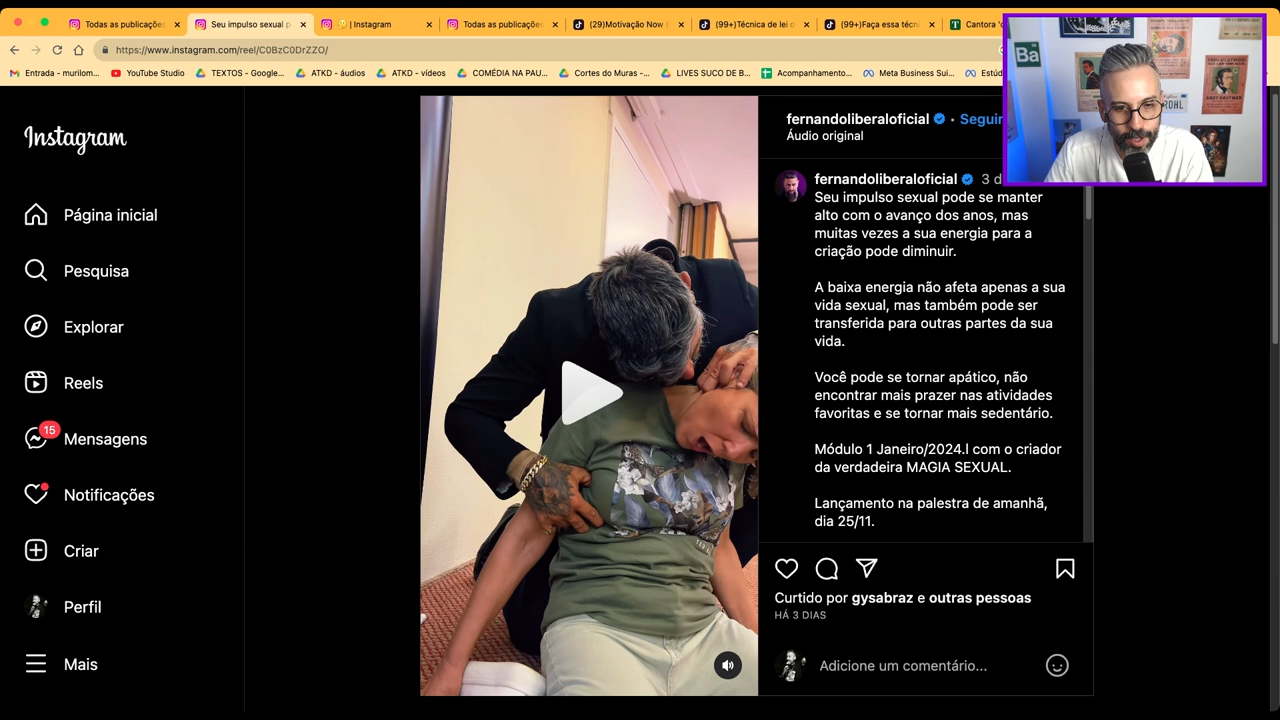 Todas as publicaçõe
Seu impulso sexual p
| Instagram
Todas as publicaçõe
(29)Motivação Now
(99+)Técnica de lei d
(99+)Faça essa técni
Cantora "o
https://www.instagram.com/reel/C0BzC0DrZZO/
Entrada - murilom...
YouTube Studio
TEXTOS - Google...
ATKD - áudios
ATKD - vídeos
COMÉDIA NA PAU...
Cortes do Muras -...
LIVES SUCO DE B...
Acompanhamento...
Meta Business Sui...
Estúd
Ba
Instagram
Página inicial
Pesquisa
Explorar
Reels
15
Mensagens
Notificações
Criar
Perfil
Mais
fernandoliberaloficial • Seguir
Áudio original
fernandoliberaloficial 3 d
Seu impulso sexual pode se manter
alto com o avanço dos anos, mas
muitas vezes a sua energia para a
criação pode diminuir.
A baixa energia não afeta apenas a sua
vida sexual, mas também pode ser
transferida para outras partes da sua
vida.
Você pode se tornar apático, não
encontrar mais prazer nas atividades
favoritas e se tornar mais sedentário.
Módulo 1 Janeiro/2024.l com o criador
da verdadeira MAGIA SEXUAL.
Lançamento na palestra de amanhã,
dia 25/11.
Curtido por gysabraz e outras pessoas
HÁ 3 DIAS
Adicione um comentário...